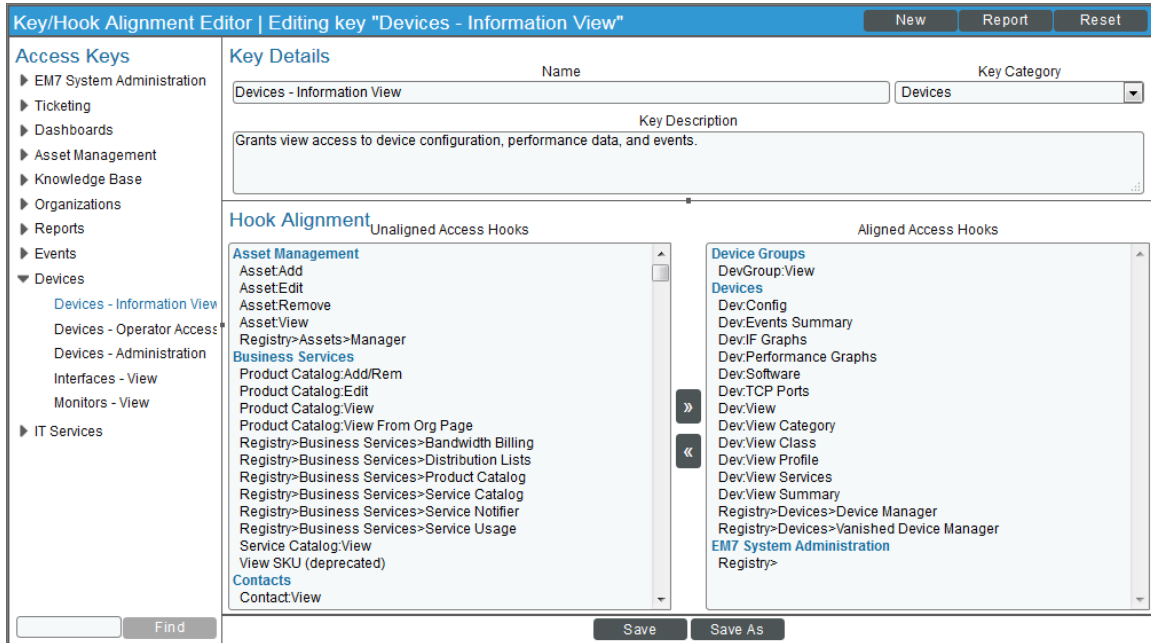 Key/Hook Alignment Editor | Editing key "Devices - Information View"
New
Report
Reset
Access Keys
EM7 System Administration
Ticketing
Dashboards
Asset Management
Knowledge Base
Organizations
Reports
Events
Devices
Devices - Information View
Devices - Operator Access
Devices - Administration
Interfaces - View
Monitors - View
IT Services
Find
Key Details
Name
Key Category
Devices - Information View
Devices
Key Description
Grants view access to device configuration, performance data, and events.
Hook Alignment
Unaligned Access Hooks
Asset Management
Asset:Add
Asset:Edit
Asset:Remove
Asset:View
Registry>Assets>Manager
Business Services
Product Catalog:Add/Rem
Product Catalog:Edit
Product Catalog:View
Product Catalog:View From Org Page
Registry>Business Services>Bandwidth Billing
Registry>Business Services>Distribution Lists
Registry>Business Services>Product Catalog
Registry>Business Services>Service Catalog
Registry>Business Services>Service Notifier
Registry>Business Services>Service Usage
Service Catalog:View
View SKU (deprecated)
Contacts
Contact:View
»
«
Aligned Access Hooks
Device Groups
DevGroup:View
Devices
Dev:Config
Dev:Events Summary
Dev:IF Graphs
Dev:Performance Graphs
Dev:Software
Dev:TCP Ports
Dev:View
Dev:View Category
Dev:View Class
Dev:View Profile
Dev:View Services
Dev:View Summary
Registry>Devices>Device Manager
Registry>Devices>Vanished Device Manager
EM7 System Administration
Registry>
Save
Save As